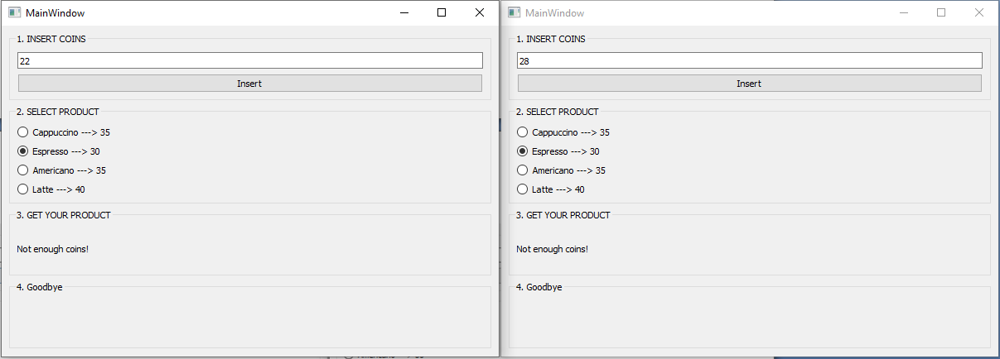 MainWindow
1. INSERT COINS
22
Insert
2. SELECT PRODUCT
Cappuccino ---> 35
Espresso ---> 30
Americano ---> 35
Latte ---> 40
3. GET YOUR PRODUCT
Not enough coins!
4. Goodbye
MainWindow
1. INSERT COINS
28
Insert
2. SELECT PRODUCT
Cappuccino ---> 35
Espresso ---> 30
Americano ---> 35
Latte ---> 40
3. GET YOUR PRODUCT
Not enough coins!
4. Goodbye